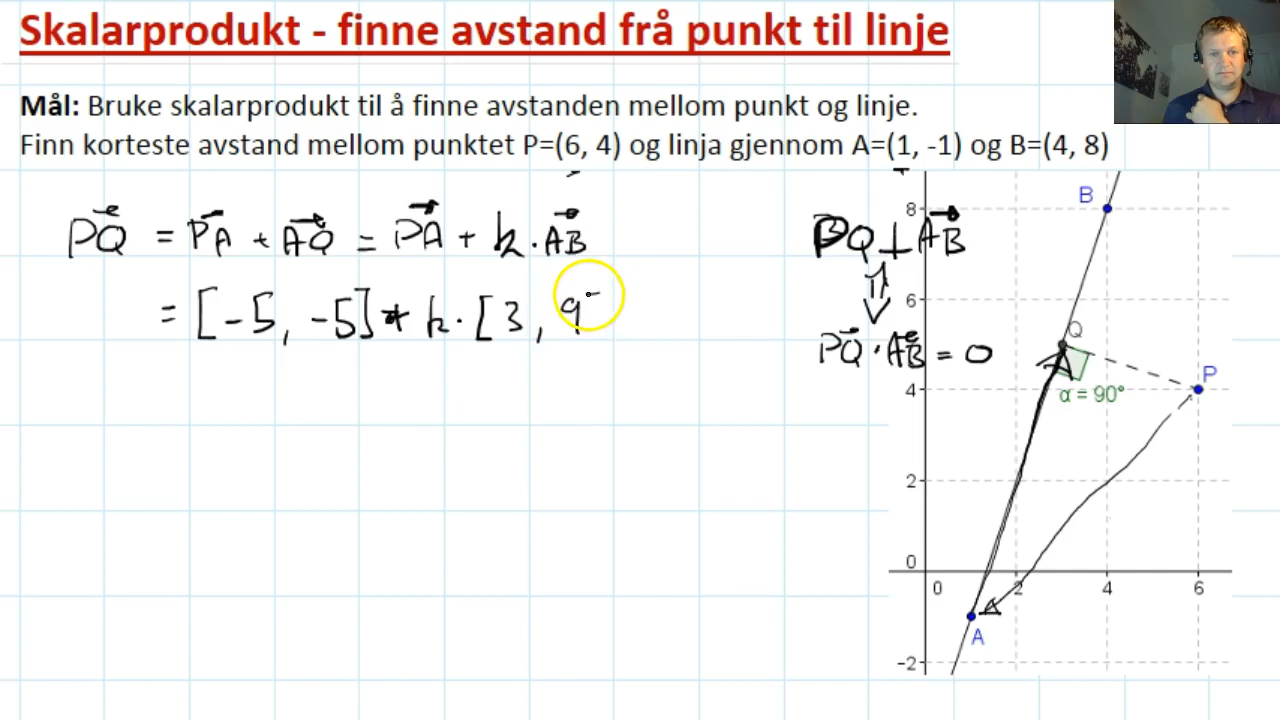 Skalarprodukt - finne avstand frå punkt til linje
Mål: Bruke skalarprodukt til å finne avstanden mellom punkt og linje.
Finn korteste avstand mellom punktet P=(6, 4) og linja gjennom A=(1, -1) og B=(4, 8)
PQ = PA + AQ = PA + k · AB
= [-5, -5] + k · [3, 9
PQ ⊥ AB
⇕
PQ · AB = 0
B
8
6
Q
P
4
α = 90°
2
0
0 2 4 6
A
-2